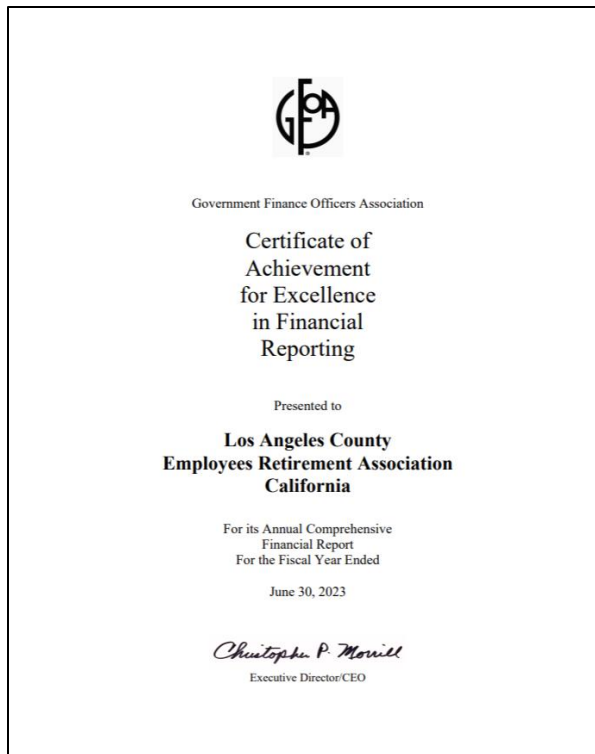 GFOA
Government Finance Officers Association
Certificate of
Achievement
for Excellence
in Financial
Reporting
Presented to
Los Angeles County
Employees Retirement Association
California
For its Annual Comprehensive
Financial Report
For the Fiscal Year Ended
June 30, 2023
Christopher P. Morrill
Executive Director/CEO